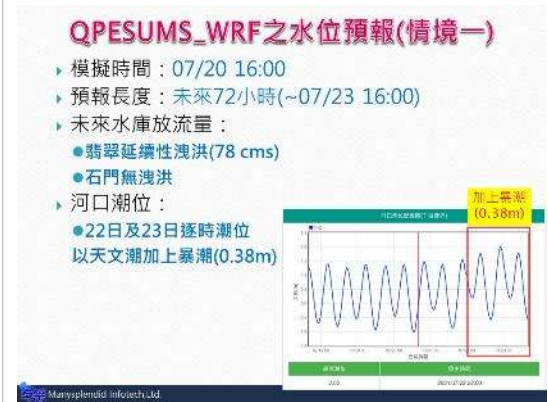 QPESUMS_WRF之水位預報(情境一)
模擬時間：07/20 16:00
預報長度：未來72小時(~07/23 16:00)
未來水庫放流量：
翡翠延續性洩洪(78 cms)
石門無洩洪
河口潮位：
22日及23日逐時潮位
以天文潮加上暴潮(0.38m)
加上暴潮
(0.38m)
Manysplendid Infotech,Ltd.